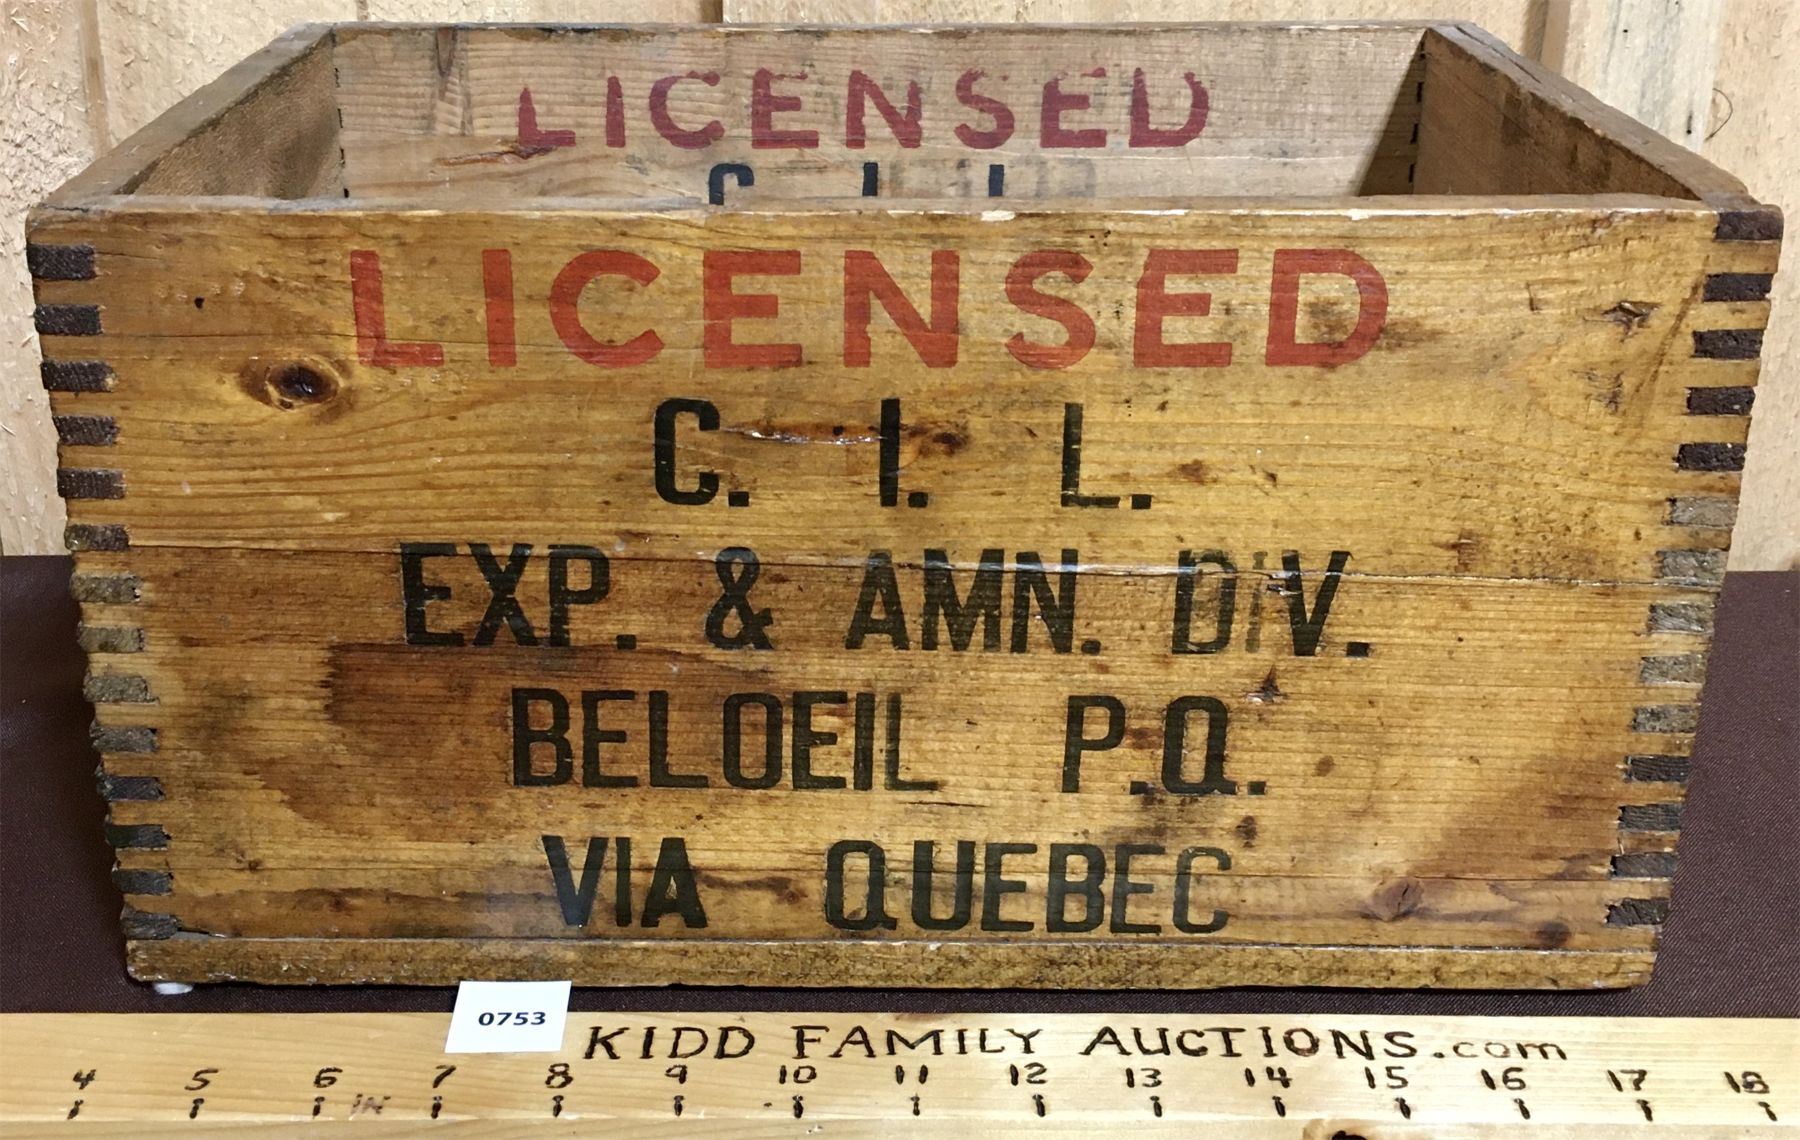 LICENSED
C. I. L.
LICENSED
C. I. L.
EXP. & AMN. DIV.
BELOEIL P.Q.
VIA QUEBEC
0753
KIDD FAMILY AUCTIONS.com
4 5 6 7 8 9 10 11 12 13 14 15 16 17 18
IN